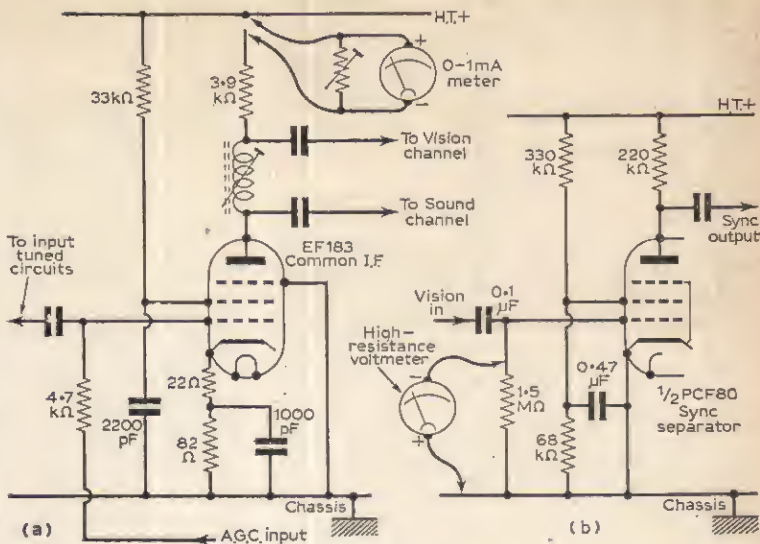 H.T.+
33kΩ
3·9
kΩ
+
0-1mA
meter
−
To Vision
channel
To Sound
channel
To input
tuned
circuits
EF183
Common I.F.
4·7
kΩ
2200
pF
22Ω
82
Ω
1000
pF
Chassis
(a)
A.G.C. input
H.T.+
330
kΩ
220
kΩ
Sync
output
0·1
µF
Vision
in
High-
resistance
voltmeter
−
+
1·5
MΩ
0·47
µF
68
kΩ
1/2 PCF80
Sync
separator
Chassis
(b)